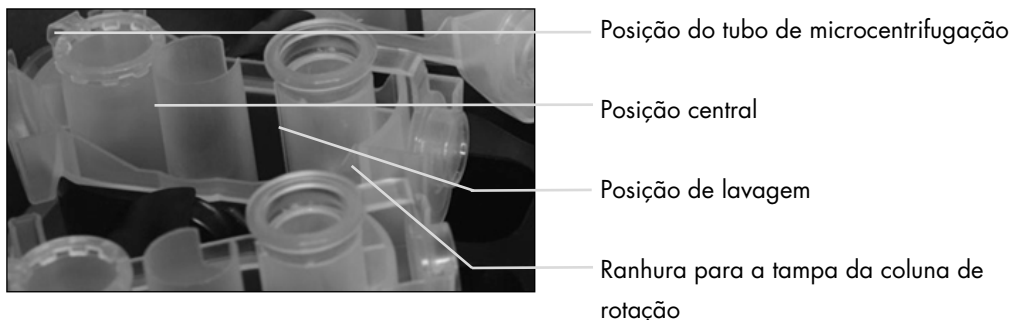 Posição do tubo de microcentrifugação
Posição central
Posição de lavagem
Ranhura para a tampa da coluna de
rotação